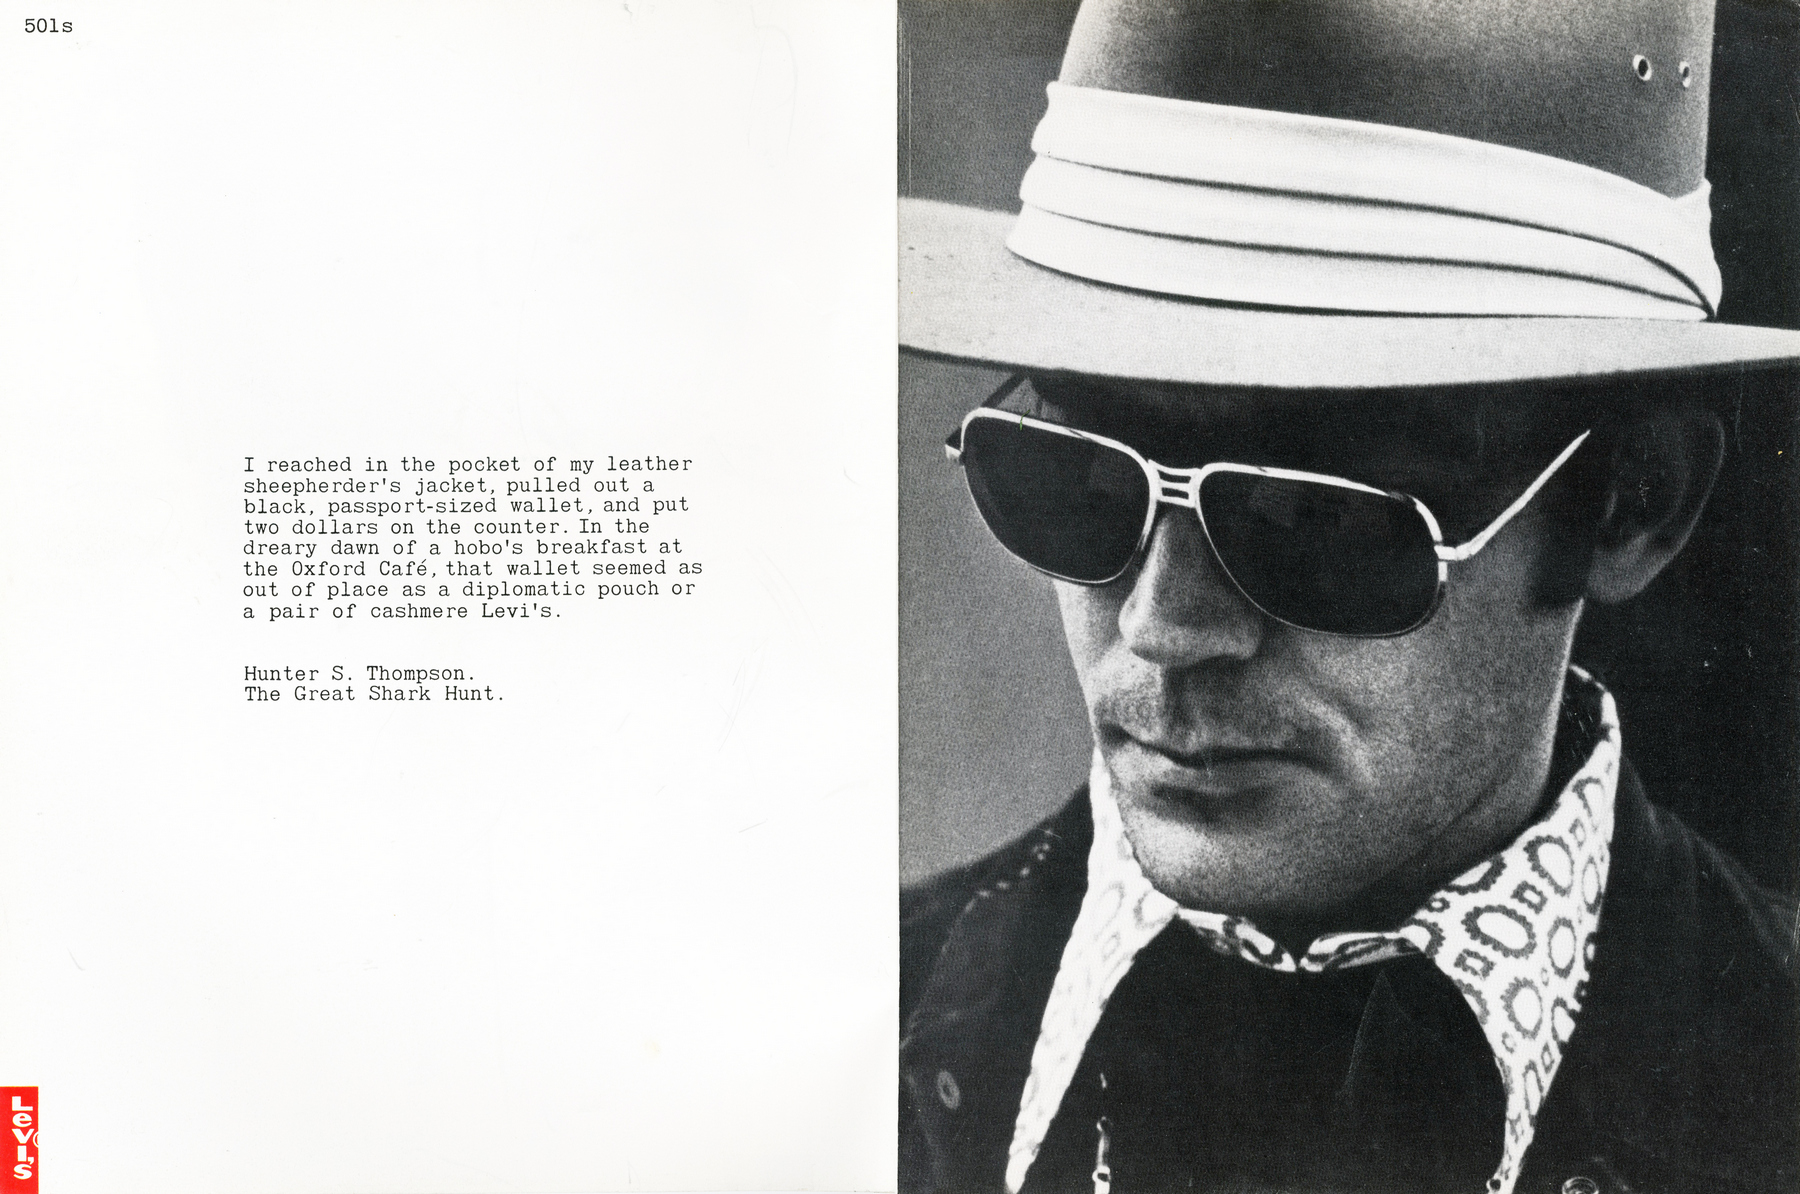 501s
I reached in the pocket of my leather
sheepherder's jacket, pulled out a
black, passport-sized wallet, and put
two dollars on the counter. In the
dreary dawn of a hobo's breakfast at
the Oxford Café, that wallet seemed as
out of place as a diplomatic pouch or
a pair of cashmere Levi's.
Hunter S. Thompson.
The Great Shark Hunt.
LeVI'S